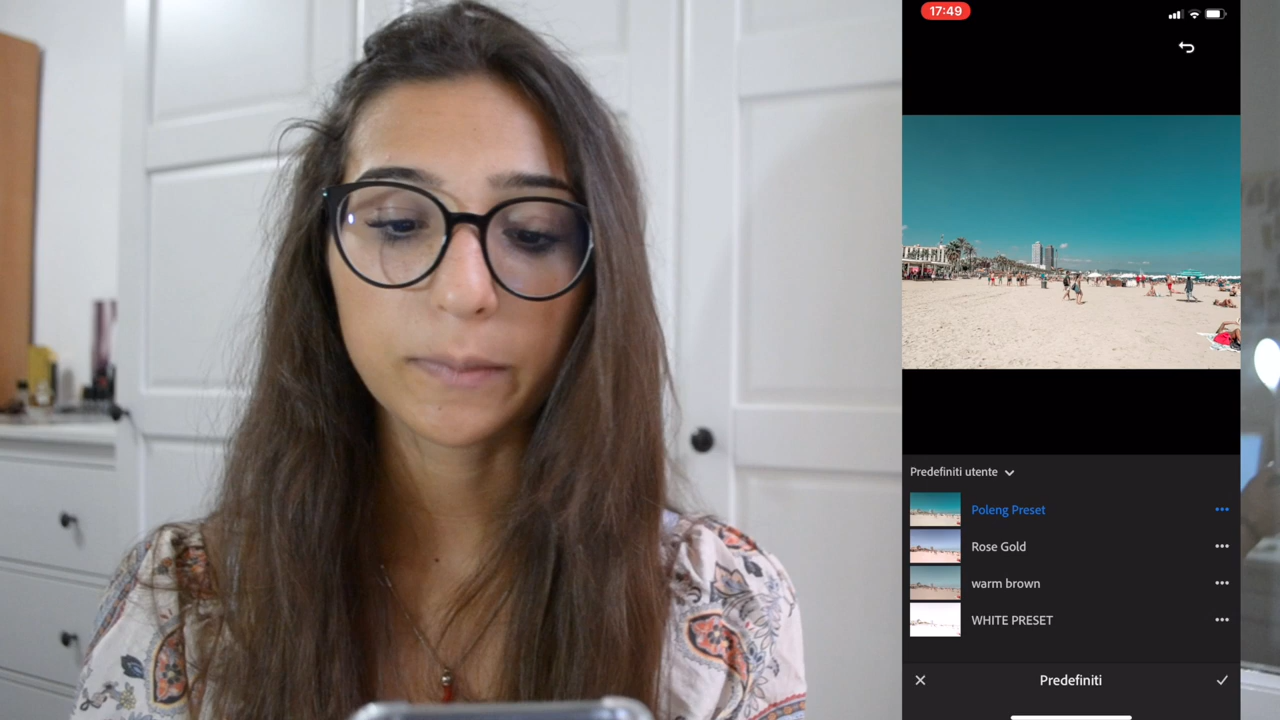 17:49
Predefiniti utente
Poleng Preset
Rose Gold
warm brown
WHITE PRESET
Predefiniti